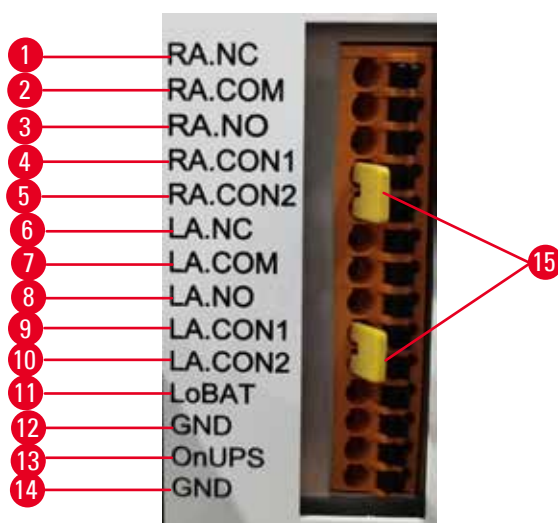 1 RA.NC
2 RA.COM
3 RA.NO
4 RA.CON1
5 RA.CON2
6 LA.NC
7 LA.COM
8 LA.NO
9 LA.CON1
10 LA.CON2
11 LoBAT
12 GND
13 OnUPS
14 GND
15